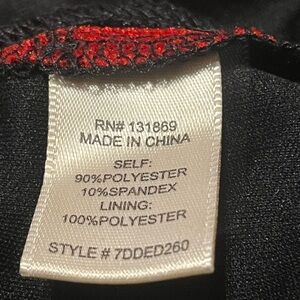 RN# 131869
MADE IN CHINA
SELF:
90%POLYESTER
10%SPANDEX
LINING:
100%POLYESTER
STYLE # 7DDED260